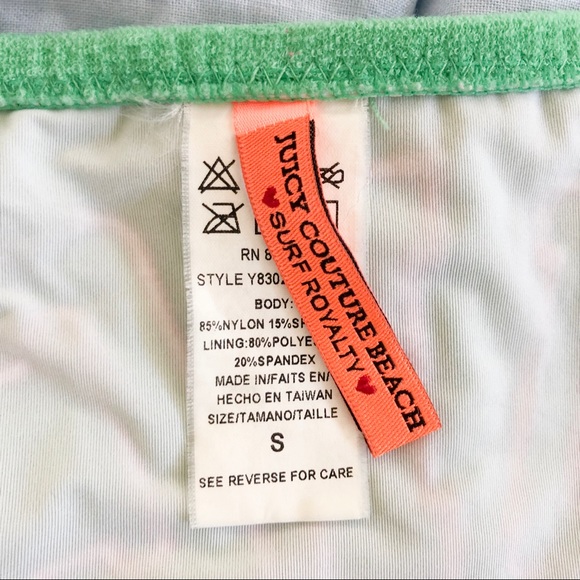 JUICY COUTURE BEACH
SURF ROYALTY
RN 8
STYLE Y830
BODY:
85%NYLON 15%SP
LINING:80%POLYE
20%SPANDEX
MADE IN/FAITS EN/
HECHO EN TAIWAN
SIZE/TAMANO/TAILLE
S
SEE REVERSE FOR CARE